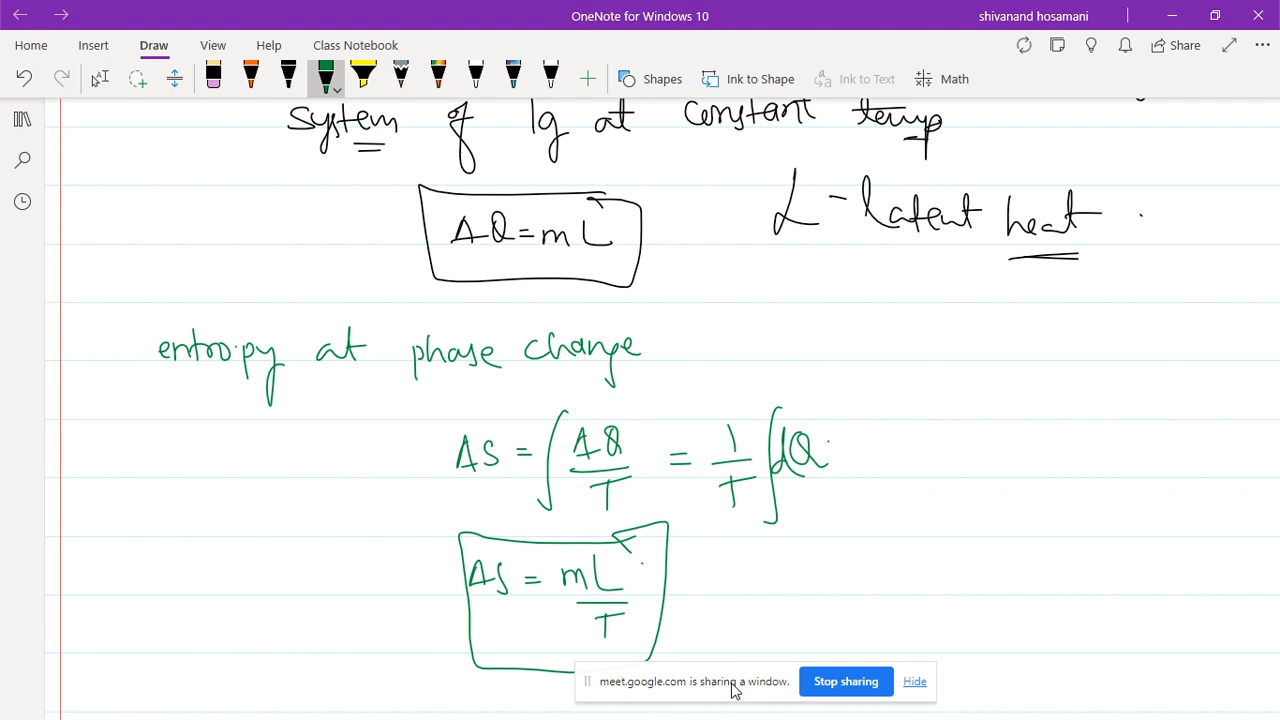 OneNote for Windows 10
shivanand hosamani
Home Insert Draw View Help Class Notebook
Share
Shapes Ink to Shape Ink to Text Math
system of 1g at constant temp
ΔQ = mL
L - latent heat
entropy at phase change
ΔS = ∫ ΔQ/T = 1/T ∫ dQ
ΔS = mL/T
meet.google.com is sharing a window. Stop sharing Hide